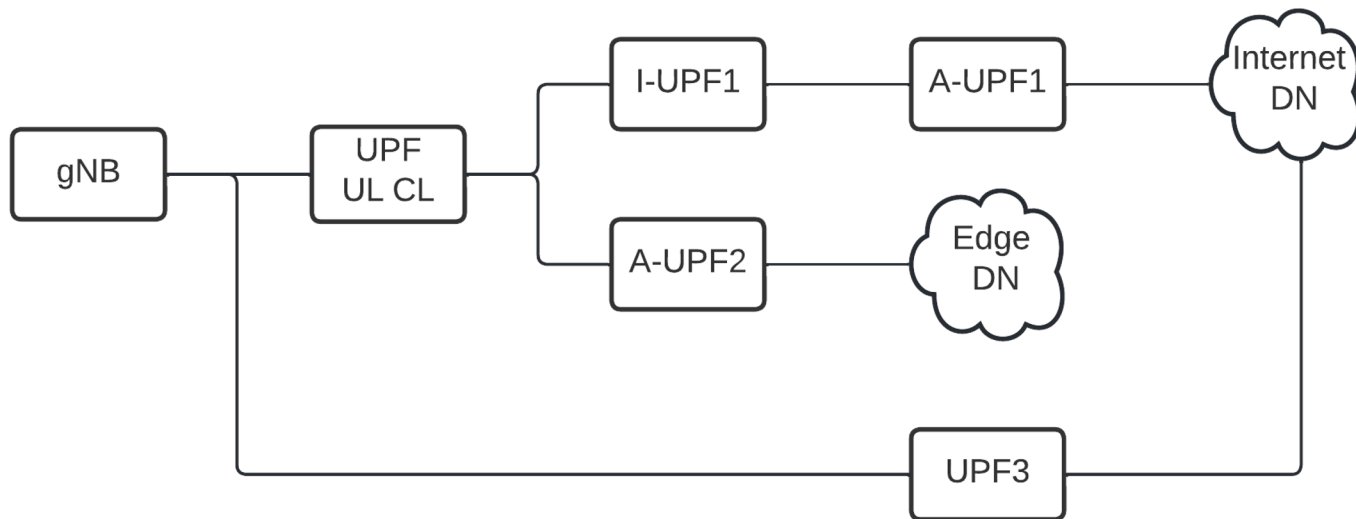 I-UPF1
A-UPF1
Internet
DN
gNB
UPF
UL CL
A-UPF2
Edge
DN
UPF3